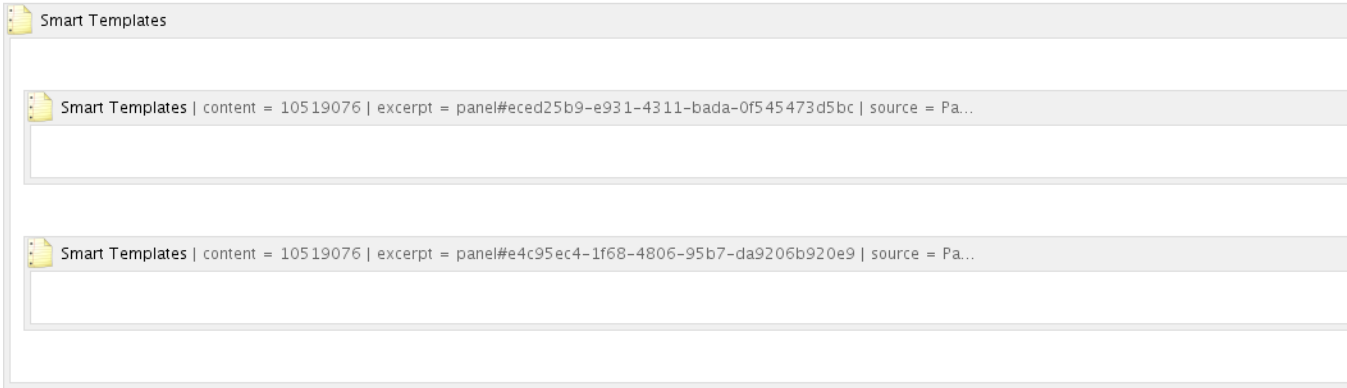 Smart Templates
Smart Templates | content = 10519076 | excerpt = panel#eced25b9-e931-4311-bada-0f545473d5bc | source = Pa...
Smart Templates | content = 10519076 | excerpt = panel#e4c95ec4-1f68-4806-95b7-da9206b920e9 | source = Pa...